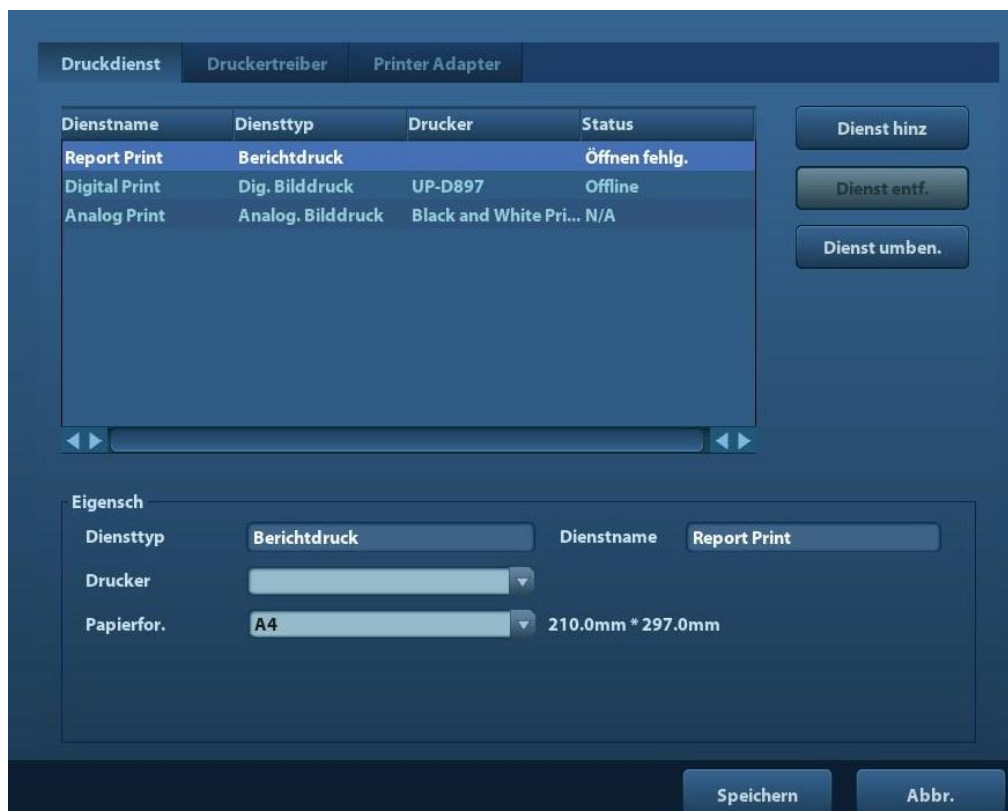 Druckdienst Druckertreiber Printer Adapter
Dienstname Diensttyp Drucker Status
Report Print Berichtdruck Öffnen fehlg.
Digital Print Dig. Bilddruck UP-D897 Offline
Analog Print Analog. Bilddruck Black and White Pri... N/A
Dienst hinz
Dienst entf.
Dienst umben.
Eigensch
Diensttyp Berichtdruck Dienstname Report Print
Drucker
Papierfor. A4 210.0mm * 297.0mm
Speichern Abbr.